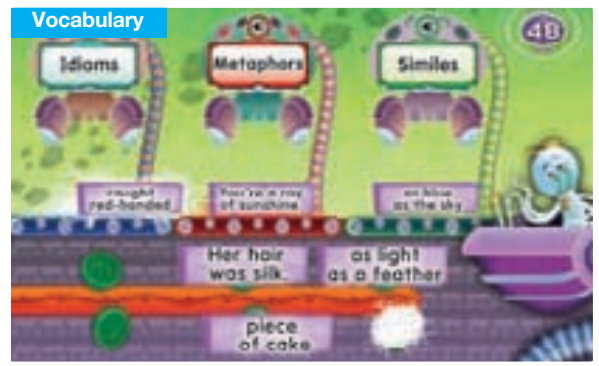 Vocabulary
48
Idioms
Metaphors
Similes
caught
red-handed
You're a ray
of sunshine
as blue
as the sky
Her hair
was silk.
as light
as a feather
piece
of cake